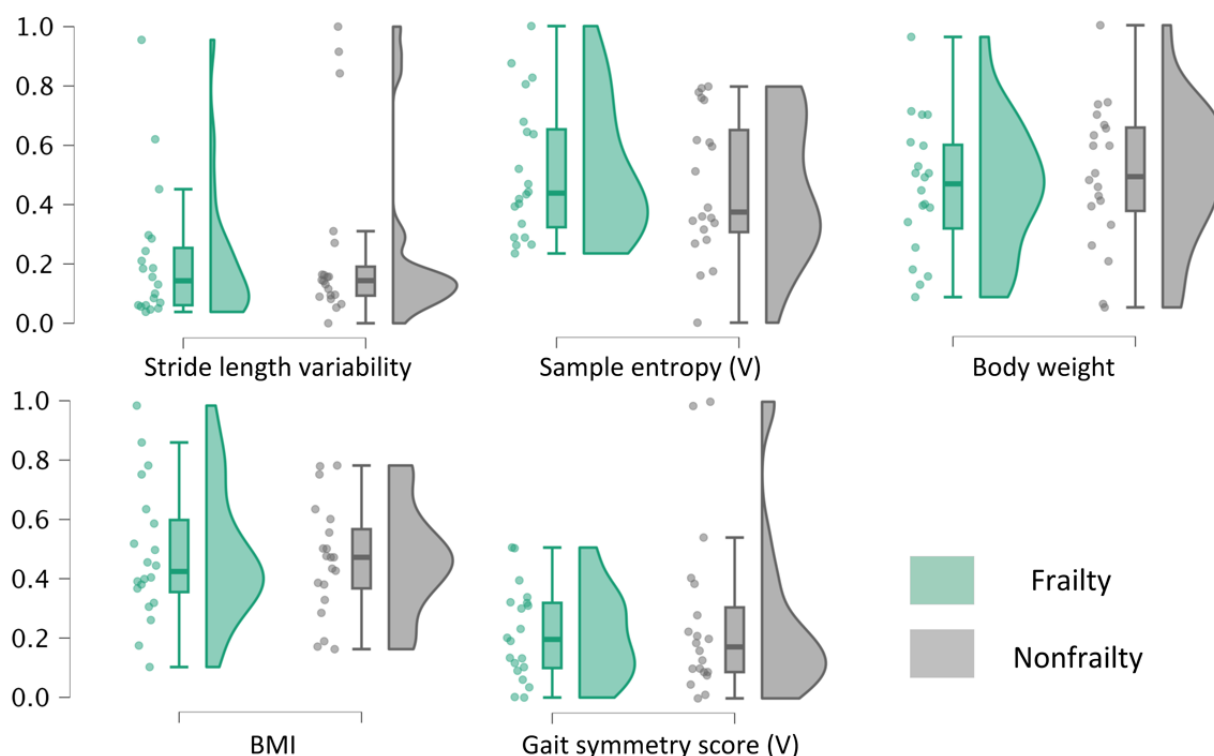 1.0
0.8
0.6
0.4
0.2
0.0
Stride length variability
Sample entropy (V)
Body weight
1.0
0.8
0.6
0.4
0.2
0.0
BMI
Gait symmetry score (V)
Frailty
Nonfrailty